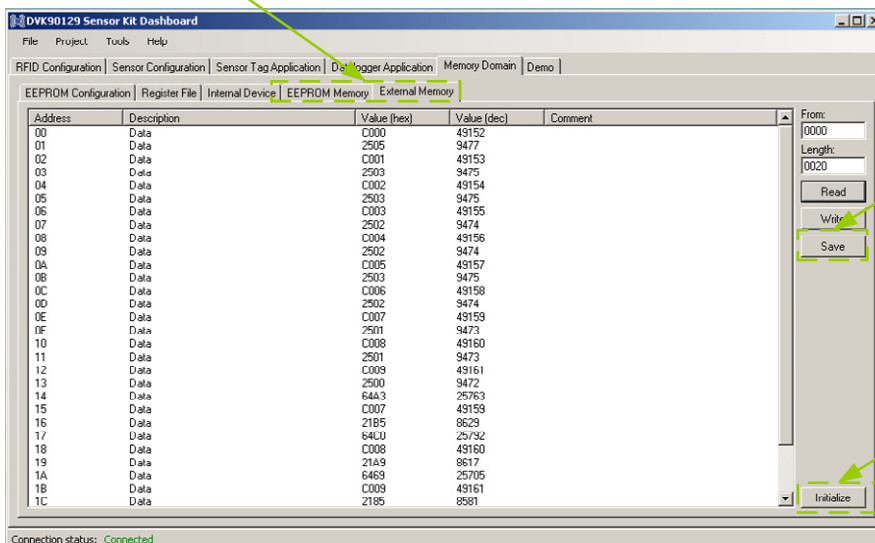 DVK90129 Sensor Kit Dashboard
File Project Tools Help
RFID Configuration Sensor Configuration Sensor Tag Application Datalogger Application Memory Domain Demo
EEPROM Configuration Register File Internal Device EEPROM Memory External Memory
Address Description Value (hex) Value (dec) Comment
00 Data C000 49152
01 Data 2505 9477
02 Data C001 49153
03 Data 2503 9475
04 Data C002 49154
05 Data 2503 9475
06 Data C003 49155
07 Data 2502 9474
08 Data C004 49156
09 Data 2502 9474
0A Data C005 49157
0B Data 2503 9475
0C Data C006 49158
0D Data 2502 9474
0E Data C007 49159
0F Data 2501 9473
10 Data C008 49160
11 Data 2501 9473
12 Data C009 49161
13 Data 2500 9472
14 Data 64A3 25763
15 Data C007 49159
16 Data 21B5 8629
17 Data 64C0 25792
18 Data C008 49160
19 Data 21A9 8617
1A Data 6469 25705
1B Data C009 49161
1C Data 2185 8581
From:
0000
Length:
0020
Read
Write
Save
Initialize
Connection status: Connected